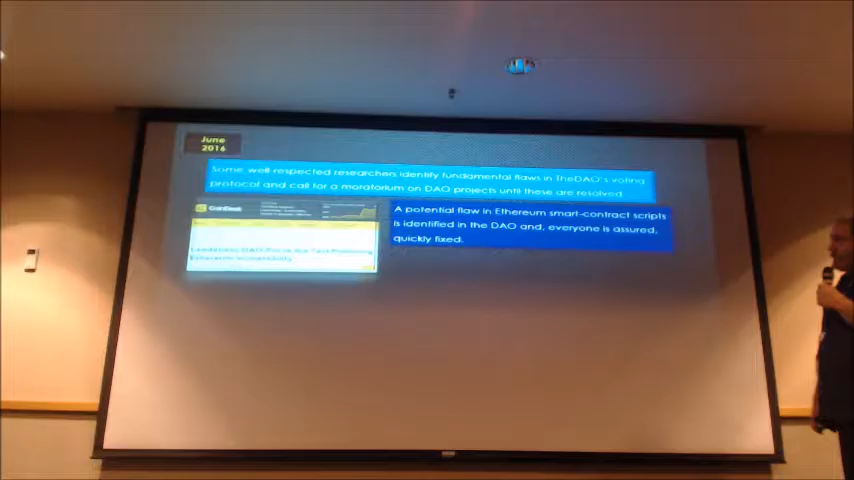 June
2016
Some well-respected researchers identify fundamental flaws in TheDAO's voting
protocol and call for a moratorium on DAO projects until these are resolved
CoinDesk
A potential flaw in Ethereum smart-contract scripts
is identified in the DAO and, everyone is assured,
quickly fixed.